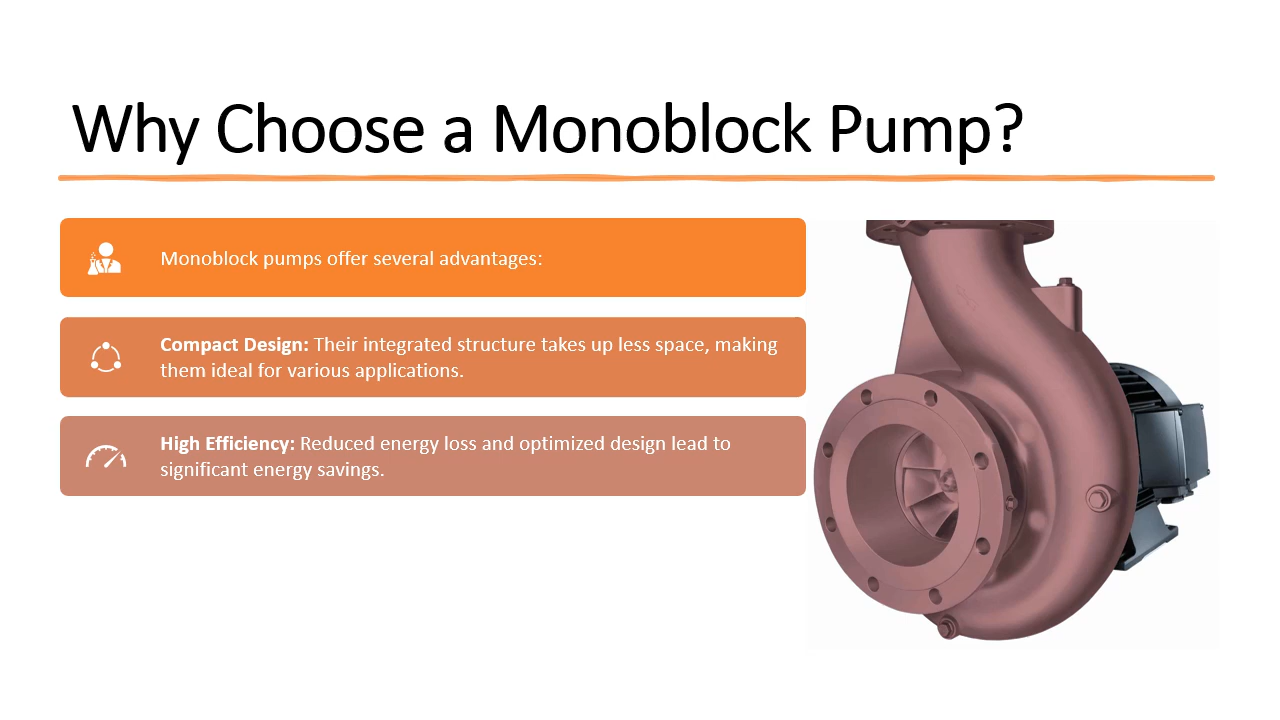 Why Choose a Monoblock Pump?
Monoblock pumps offer several advantages:
Compact Design: Their integrated structure takes up less space, making
them ideal for various applications.
High Efficiency: Reduced energy loss and optimized design lead to
significant energy savings.